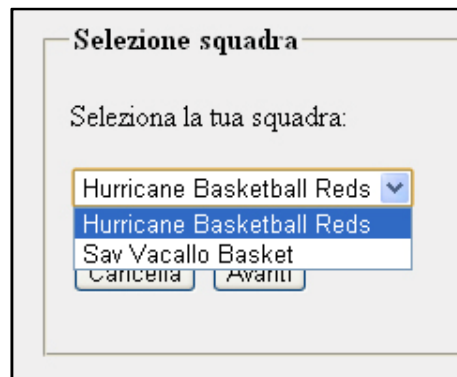 Selezione squadra
Seleziona la tua squadra:
Hurricane Basketball Reds
Hurricane Basketball Reds
Sav Vacallo Basket
Cancella Avanti